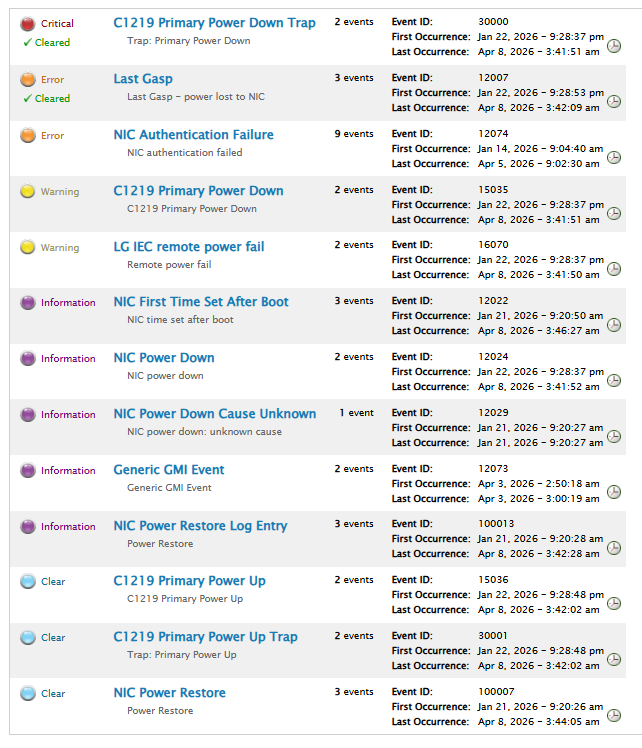 Critical C1219 Primary Power Down Trap 2 events Event ID: 30000
✓ Cleared Trap: Primary Power Down First Occurrence: Jan 22, 2026 – 9:28:37 pm
Last Occurrence: Apr 8, 2026 – 3:41:51 am
Error Last Gasp 3 events Event ID: 12007
✓ Cleared Last Gasp – power lost to NIC First Occurrence: Jan 22, 2026 – 9:28:53 pm
Last Occurrence: Apr 8, 2026 – 3:42:09 am
Error NIC Authentication Failure 9 events Event ID: 12074
NIC authentication failed First Occurrence: Jan 14, 2026 – 9:04:40 am
Last Occurrence: Apr 5, 2026 – 9:02:30 am
Warning C1219 Primary Power Down 2 events Event ID: 15035
C1219 Primary Power Down First Occurrence: Jan 22, 2026 – 9:28:37 pm
Last Occurrence: Apr 8, 2026 – 3:41:51 am
Warning LG IEC remote power fail 2 events Event ID: 16070
Remote power fail First Occurrence: Jan 22, 2026 – 9:28:37 pm
Last Occurrence: Apr 8, 2026 – 3:41:50 am
Information NIC First Time Set After Boot 3 events Event ID: 12022
NIC time set after boot First Occurrence: Jan 21, 2026 – 9:20:50 am
Last Occurrence: Apr 8, 2026 – 3:46:27 am
Information NIC Power Down 2 events Event ID: 12024
NIC power down First Occurrence: Jan 22, 2026 – 9:28:37 pm
Last Occurrence: Apr 8, 2026 – 3:41:52 am
Information NIC Power Down Cause Unknown 1 event Event ID: 12029
NIC power down: unknown cause First Occurrence: Jan 21, 2026 – 9:20:27 am
Last Occurrence: Jan 21, 2026 – 9:20:27 am
Information Generic GMI Event 2 events Event ID: 12073
Generic GMI Event First Occurrence: Apr 3, 2026 – 2:50:18 am
Last Occurrence: Apr 3, 2026 – 3:00:19 am
Information NIC Power Restore Log Entry 3 events Event ID: 100013
Power Restore First Occurrence: Jan 21, 2026 – 9:20:28 am
Last Occurrence: Apr 8, 2026 – 3:42:28 am
Clear C1219 Primary Power Up 2 events Event ID: 15036
C1219 Primary Power Up First Occurrence: Jan 22, 2026 – 9:28:48 pm
Last Occurrence: Apr 8, 2026 – 3:42:02 am
Clear C1219 Primary Power Up Trap 2 events Event ID: 30001
Trap: Primary Power Up First Occurrence: Jan 22, 2026 – 9:28:48 pm
Last Occurrence: Apr 8, 2026 – 3:42:02 am
Clear NIC Power Restore 3 events Event ID: 100007
Power Restore First Occurrence: Jan 21, 2026 – 9:20:26 am
Last Occurrence: Apr 8, 2026 – 3:44:05 am